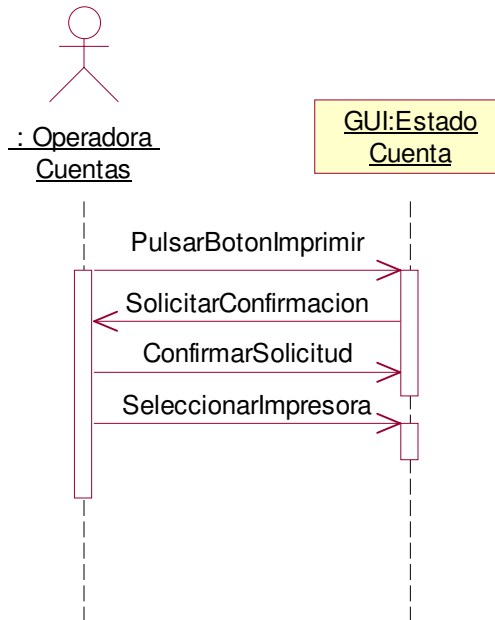 : Operadora
Cuentas
GUI:Estado
Cuenta
PulsarBotonImprimir
SolicitarConfirmacion
ConfirmarSolicitud
SeleccionarImpresora